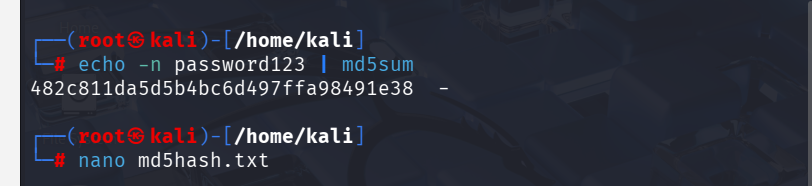 ┌──(root㉿kali)-[/home/kali]
└─# echo -n password123 | md5sum
482c811da5d5b4bc6d497ffa98491e38  -
┌──(root㉿kali)-[/home/kali]
└─# nano md5hash.txt